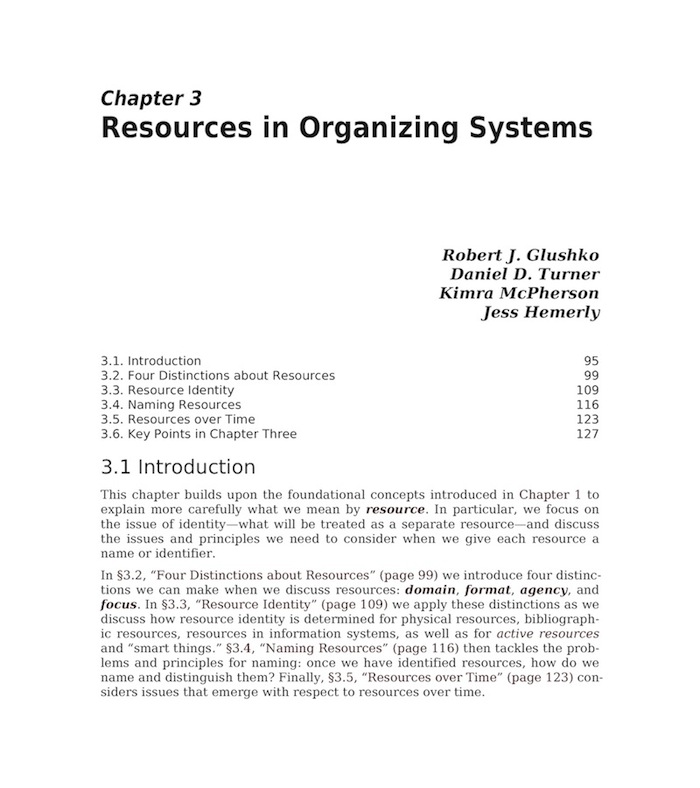 Chapter 3
Resources in Organizing Systems
Robert J. Glushko
Daniel D. Turner
Kimra McPherson
Jess Hemerly
3.1. Introduction 95
3.2. Four Distinctions about Resources 99
3.3. Resource Identity 109
3.4. Naming Resources 116
3.5. Resources over Time 123
3.6. Key Points in Chapter Three 127
3.1 Introduction
This chapter builds upon the foundational concepts introduced in Chapter 1 to
explain more carefully what we mean by resource. In particular, we focus on
the issue of identity—what will be treated as a separate resource—and discuss
the issues and principles we need to consider when we give each resource a
name or identifier.
In §3.2, “Four Distinctions about Resources” (page 99) we introduce four distinc-
tions we can make when we discuss resources: domain, format, agency, and
focus. In §3.3, “Resource Identity” (page 109) we apply these distinctions as we
discuss how resource identity is determined for physical resources, bibliograph-
ic resources, resources in information systems, as well as for active resources
and “smart things.” §3.4, “Naming Resources” (page 116) then tackles the prob-
lems and principles for naming: once we have identified resources, how do we
name and distinguish them? Finally, §3.5, “Resources over Time” (page 123) con-
siders issues that emerge with respect to resources over time.